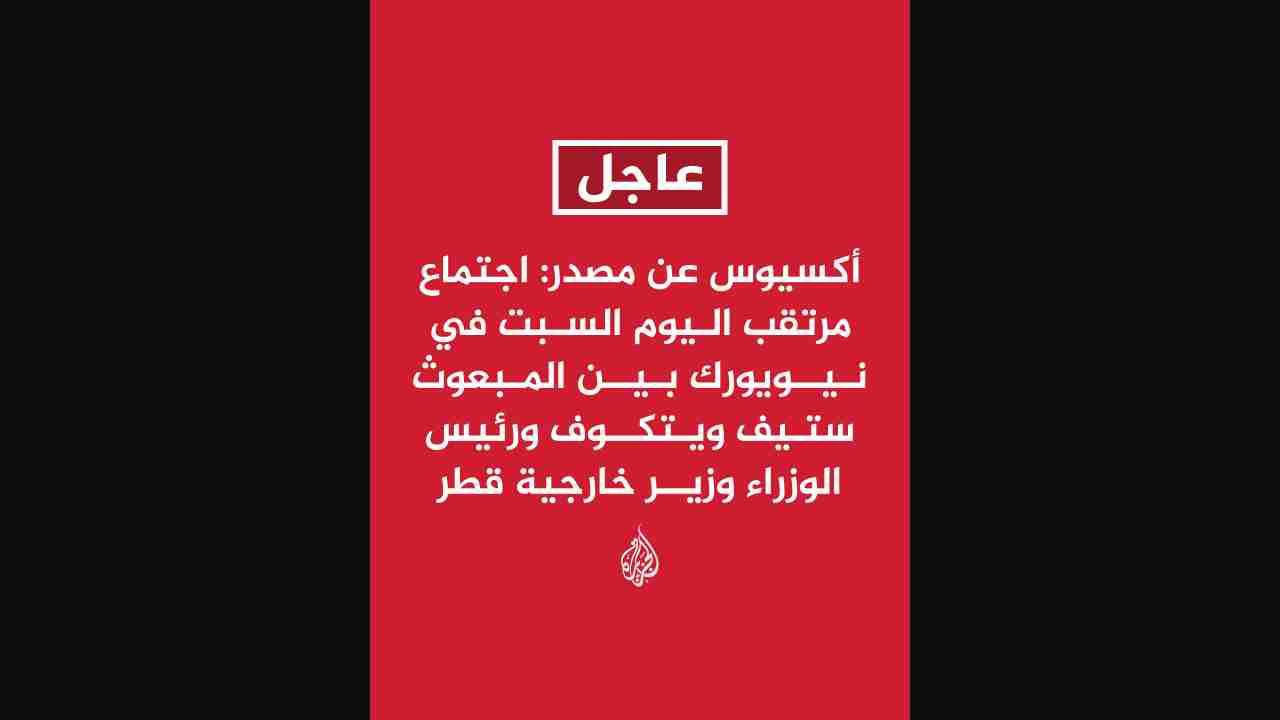 عاجل
أكسيوس عن مصدر: اجتماع
مرتقب اليوم السبت في
نيويورك بين المبعوث
ستيف ويتكوف ورئيس
الوزراء وزير خارجية قطر
الجزيرة